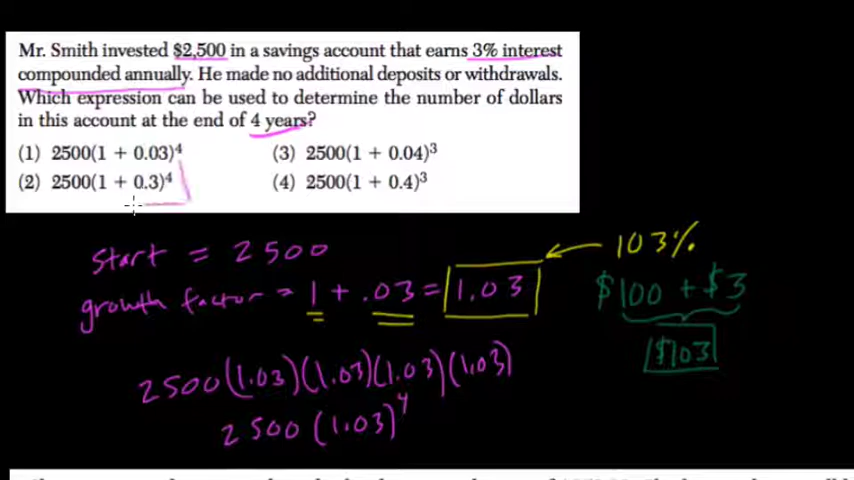 Mr. Smith invested $2,500 in a savings account that earns 3% interest
compounded annually. He made no additional deposits or withdrawals.
Which expression can be used to determine the number of dollars
in this account at the end of 4 years?
(1) 2500(1 + 0.03)⁴ (3) 2500(1 + 0.04)³
(2) 2500(1 + 0.3)⁴ (4) 2500(1 + 0.4)³
start = 2500
103%
growth factor = 1 + .03 = 1.03
$100 + $3
$103
2500(1.03)(1.03)(1.03)(1.03)
2500(1.03)⁴